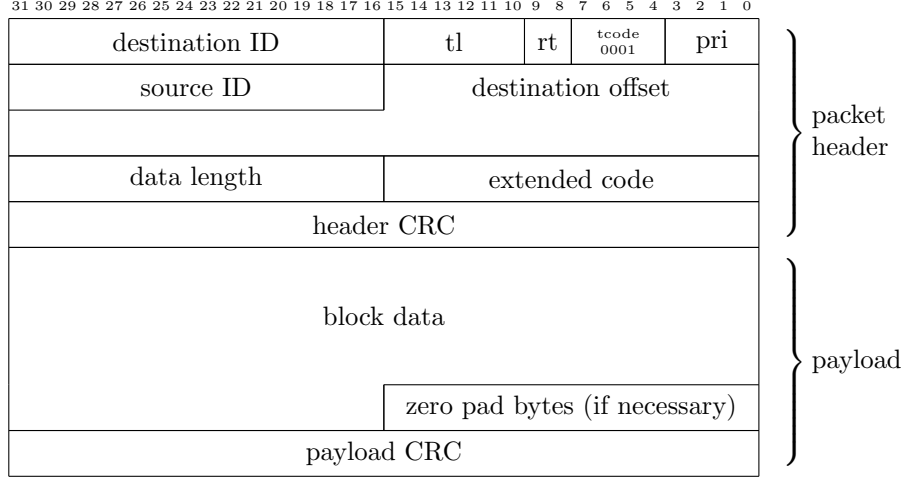 31 30 29 28 27 26 25 24 23 22 21 20 19 18 17 16 15 14 13 12 11 10 9 8 7 6 5 4 3 2 1 0
destination ID tl rt tcode pri
0001
source ID destination offset
packet
header
data length extended code
header CRC
block data
payload
zero pad bytes (if necessary)
payload CRC